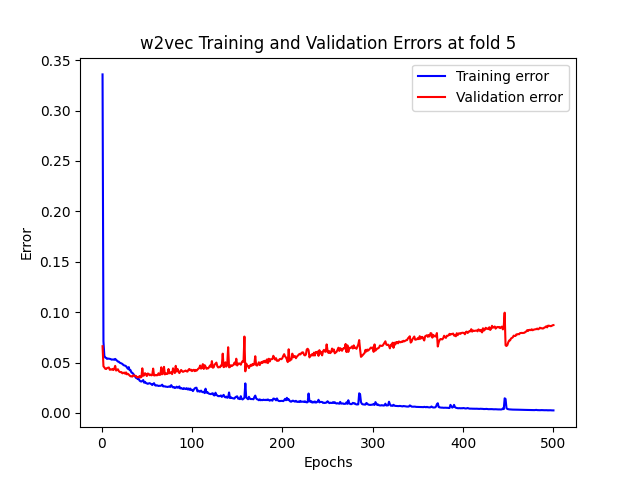 w2vec Training and Validation Errors at fold 5
Training error
Validation error
Error
0.35
0.30
0.25
0.20
0.15
0.10
0.05
0.00
0
100
200
300
400
500
Epochs